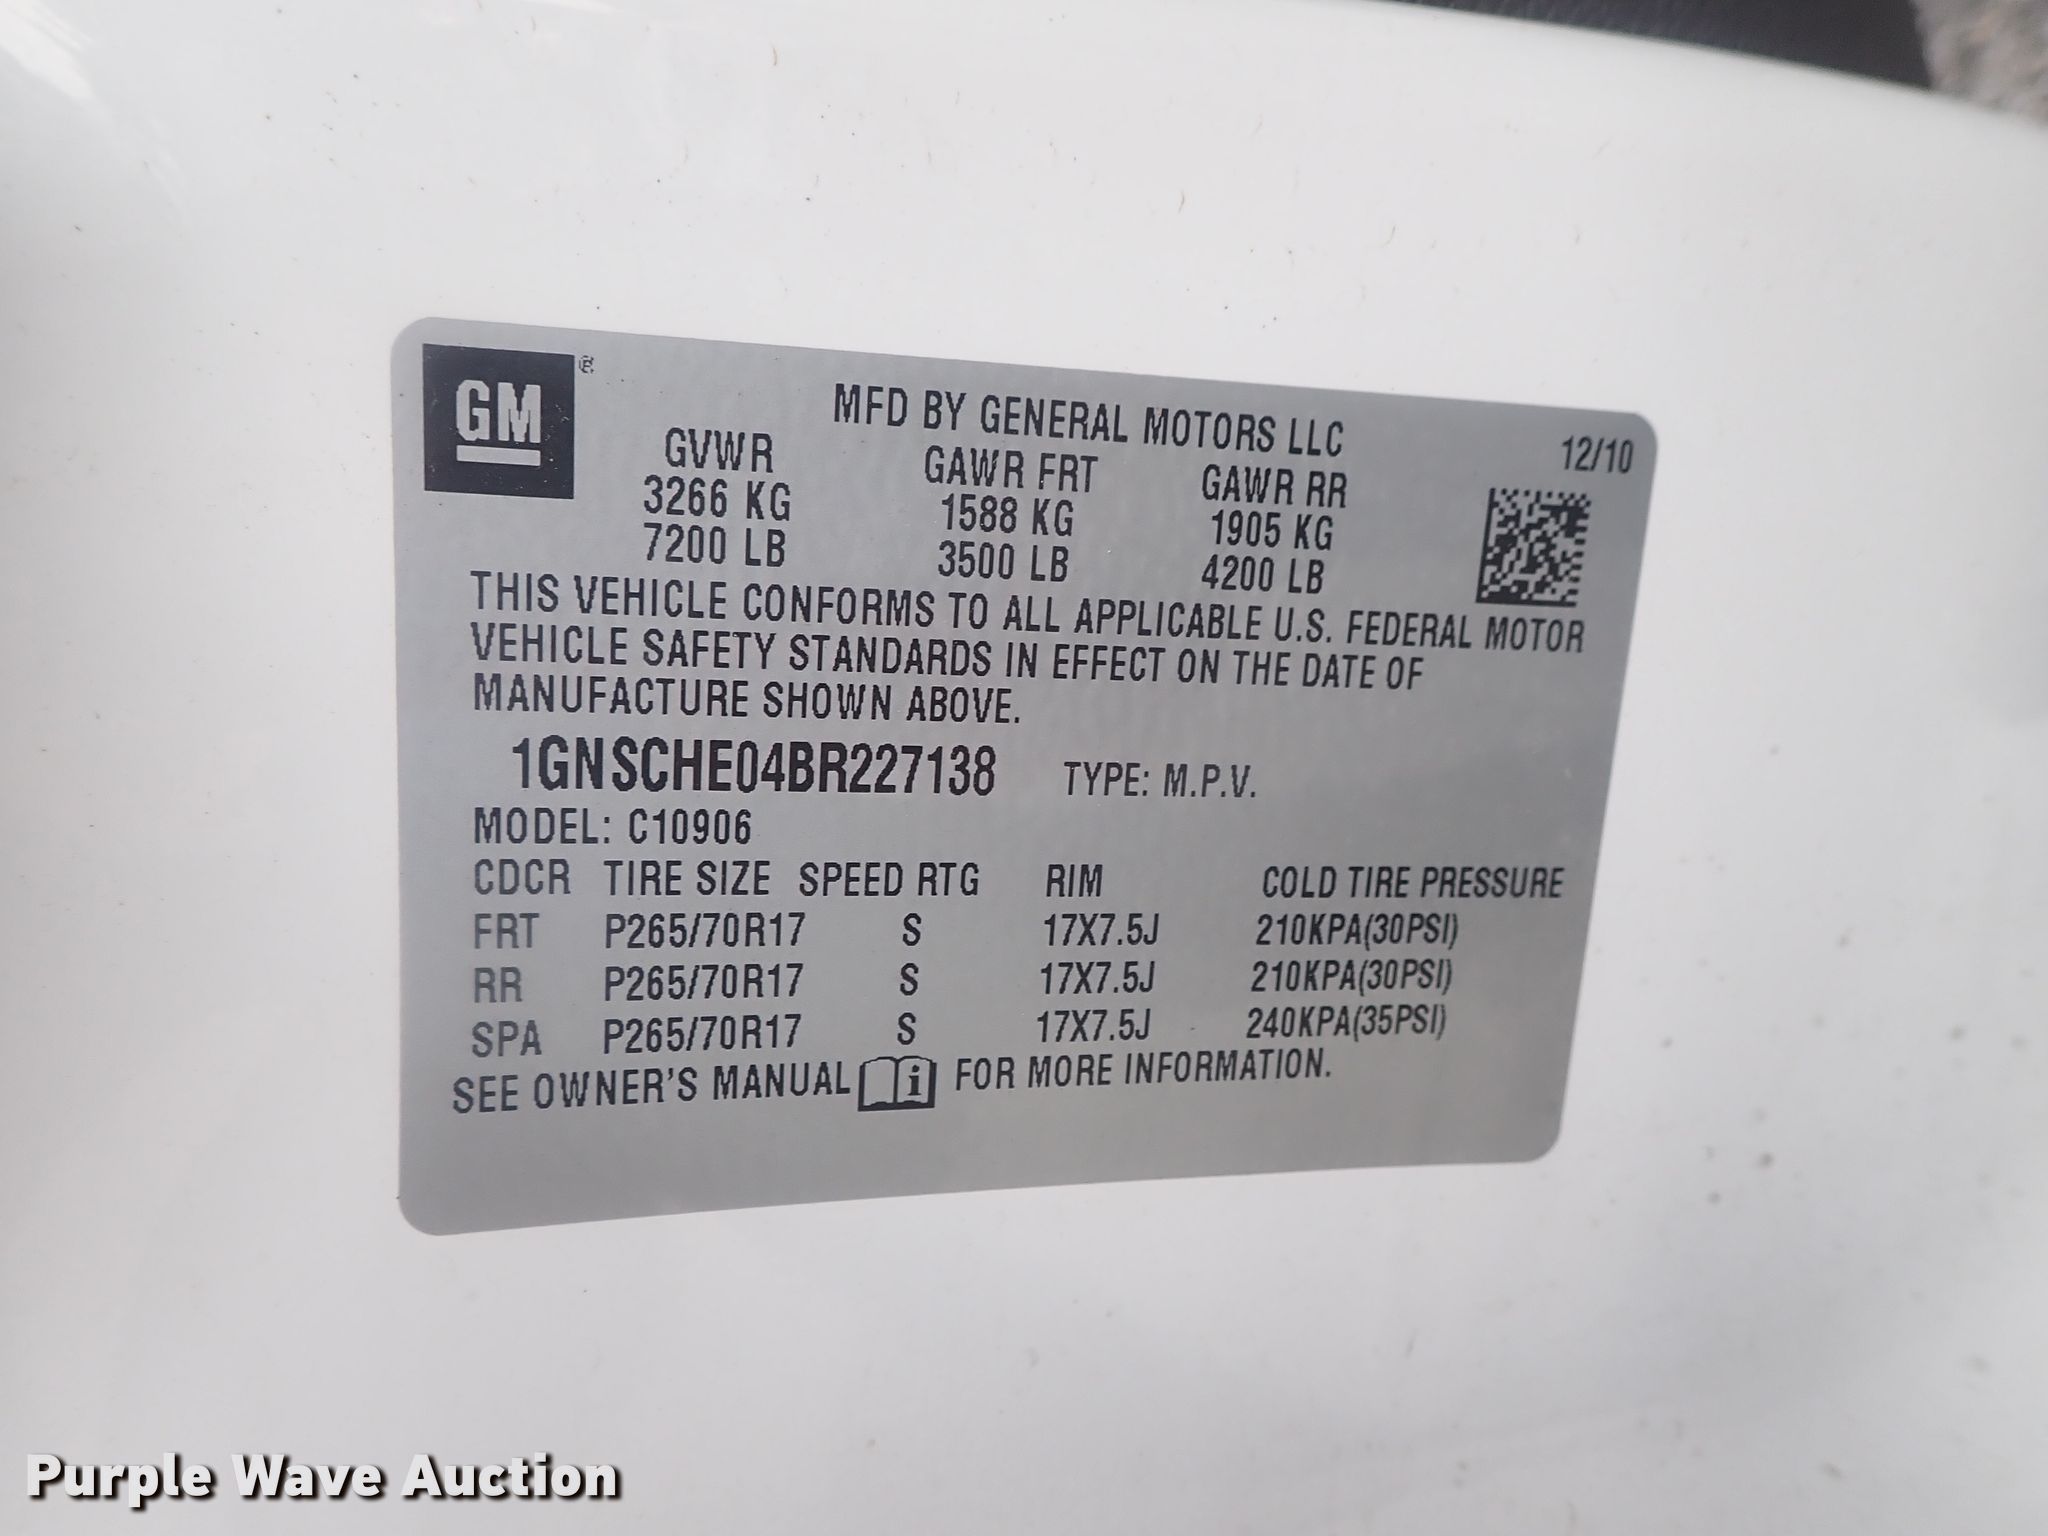 GM ®
MFD BY GENERAL MOTORS LLC
12/10
GVWR GAWR FRT GAWR RR
3266 KG 1588 KG 1905 KG
7200 LB 3500 LB 4200 LB
THIS VEHICLE CONFORMS TO ALL APPLICABLE U.S. FEDERAL MOTOR
VEHICLE SAFETY STANDARDS IN EFFECT ON THE DATE OF
MANUFACTURE SHOWN ABOVE.
1GNSCHE04BR227138 TYPE: M.P.V.
MODEL: C10906
CDCR TIRE SIZE SPEED RTG RIM COLD TIRE PRESSURE
FRT P265/70R17 S 17X7.5J 210KPA(30PSI)
RR P265/70R17 S 17X7.5J 210KPA(30PSI)
SPA P265/70R17 S 17X7.5J 240KPA(35PSI)
SEE OWNER'S MANUAL i FOR MORE INFORMATION.
Purple Wave Auction